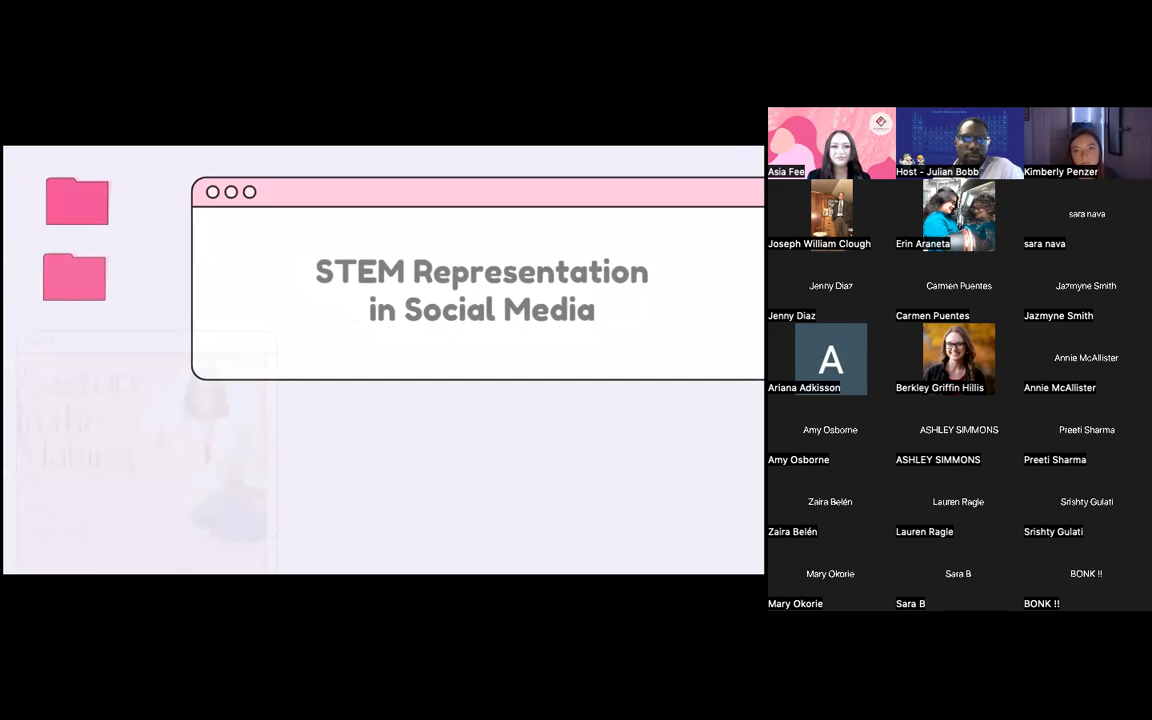 STEM Representation
in Social Media
Asia Fee
Host - Julian Bobb
Kimberly Penzer
Joseph William Clough
Erin Araneta
sara nava
sara nava
Jenny Diaz
Jenny Diaz
Carmen Puentes
Carmen Puentes
Jazmyne Smith
Jazmyne Smith
A
Ariana Adkisson
Berkley Griffin Hillis
Annie McAllister
Annie McAllister
Amy Osborne
Amy Osborne
ASHLEY SIMMONS
ASHLEY SIMMONS
Preeti Sharma
Preeti Sharma
Zaira Belén
Zaira Belén
Lauren Ragle
Lauren Ragle
Srishty Gulati
Srishty Gulati
Mary Okorie
Mary Okorie
Sara B
Sara B
BONK !!
BONK !!